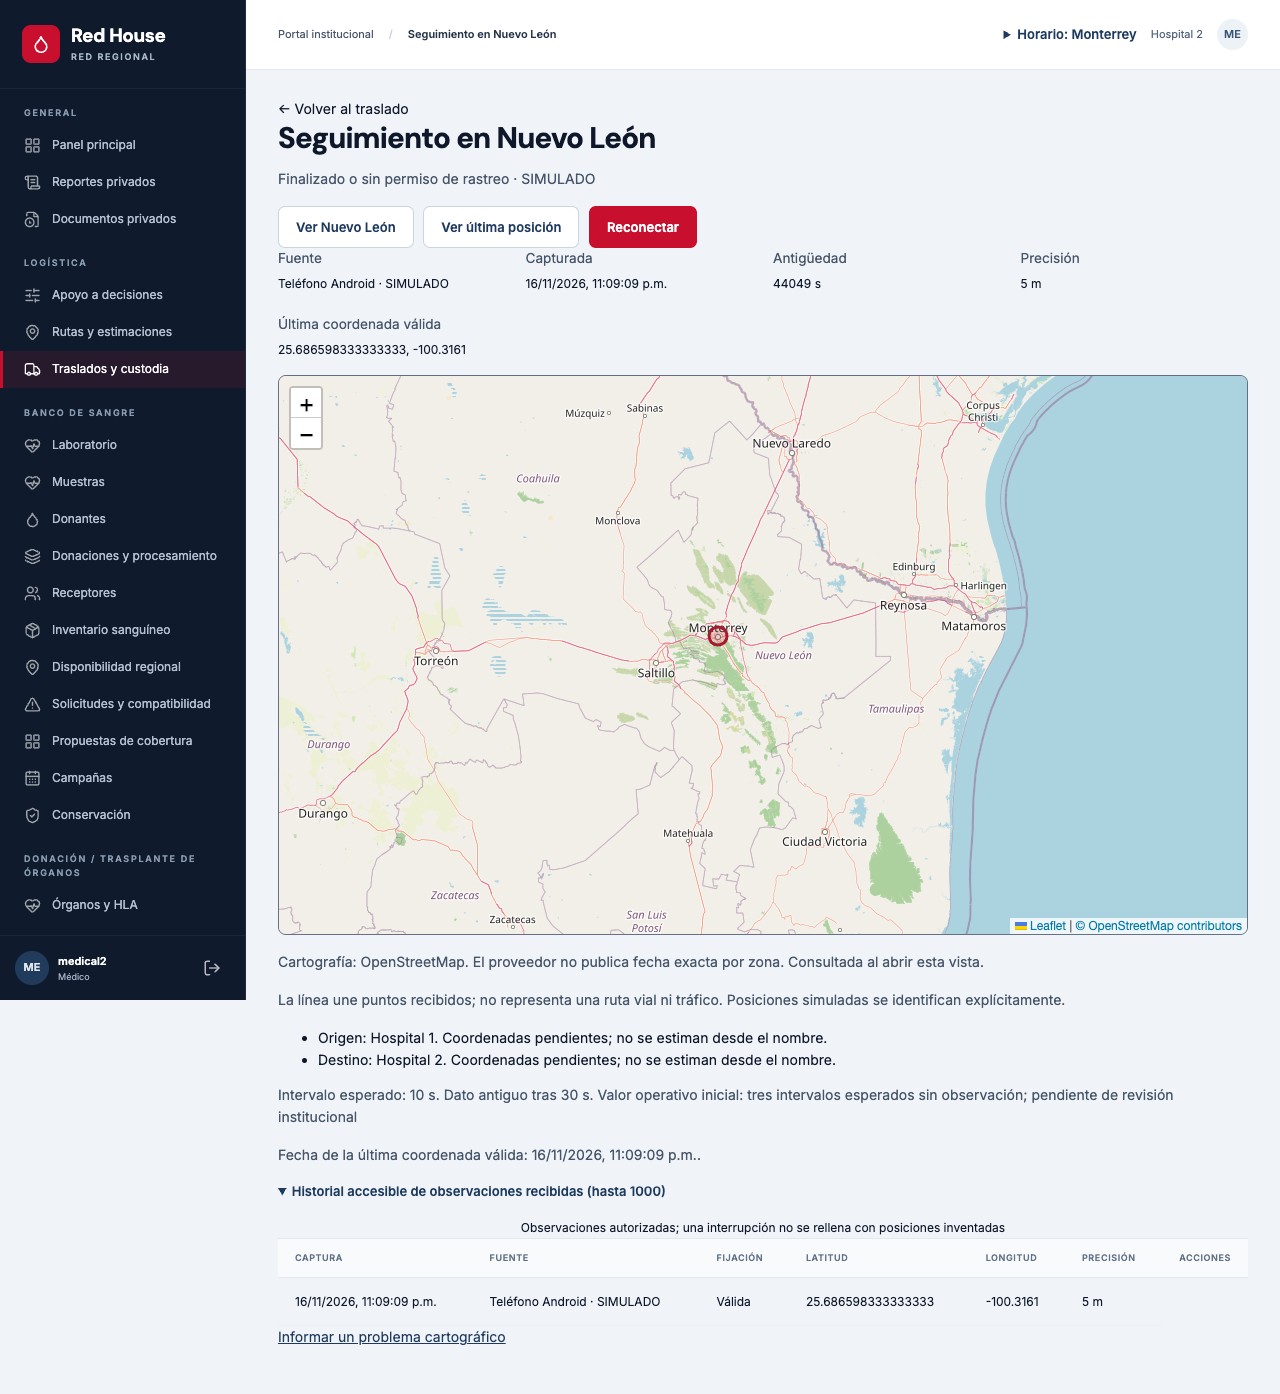 Red House
RED REGIONAL
GENERAL
Panel principal
Reportes privados
Documentos privados
LOGÍSTICA
Apoyo a decisiones
Rutas y estimaciones
Traslados y custodia
BANCO DE SANGRE
Laboratorio
Muestras
Donantes
Donaciones y procesamiento
Receptores
Inventario sanguíneo
Disponibilidad regional
Solicitudes y compatibilidad
Propuestas de cobertura
Campañas
Conservación
DONACIÓN / TRASPLANTE DE
ÓRGANOS
Órganos y HLA
ME
medical2
Médico
Portal institucional / Seguimiento en Nuevo León
Horario: Monterrey Hospital 2 ME
← Volver al traslado
Seguimiento en Nuevo León
Finalizado o sin permiso de rastreo · SIMULADO
Ver Nuevo León Ver última posición Reconectar
Fuente Capturada Antigüedad Precisión
Teléfono Android · SIMULADO 16/11/2026, 11:09:09 p.m. 44049 s 5 m
Última coordenada válida
25.686598333333333, -100.3161
+
−
Múzquiz
Sabinas
Corpus
Christi
Nuevo Laredo
Coahuila
Monclova
Edinburg
Harlingen
Reynosa
Matamoros
Monterrey
Nuevo León
Torreón
Saltillo
Tamaulipas
Durango
Durango
Matehuala
Ciudad Victoria
Zacatecas
Zacatecas
San Luis
Potosí
Leaflet | © OpenStreetMap contributors
Cartografía: OpenStreetMap. El proveedor no publica fecha exacta por zona. Consultada al abrir esta vista.
La línea une puntos recibidos; no representa una ruta vial ni tráfico. Posiciones simuladas se identifican explícitamente.
• Origen: Hospital 1. Coordenadas pendientes; no se estiman desde el nombre.
• Destino: Hospital 2. Coordenadas pendientes; no se estiman desde el nombre.
Intervalo esperado: 10 s. Dato antiguo tras 30 s. Valor operativo inicial: tres intervalos esperados sin observación; pendiente de revisión
institucional
Fecha de la última coordenada válida: 16/11/2026, 11:09:09 p.m..
Historial accesible de observaciones recibidas (hasta 1000)
Observaciones autorizadas; una interrupción no se rellena con posiciones inventadas
CAPTURA FUENTE FIJACIÓN LATITUD LONGITUD PRECISIÓN ACCIONES
16/11/2026, 11:09:09 p.m. Teléfono Android · SIMULADO Válida 25.686598333333333 -100.3161 5 m
Informar un problema cartográfico